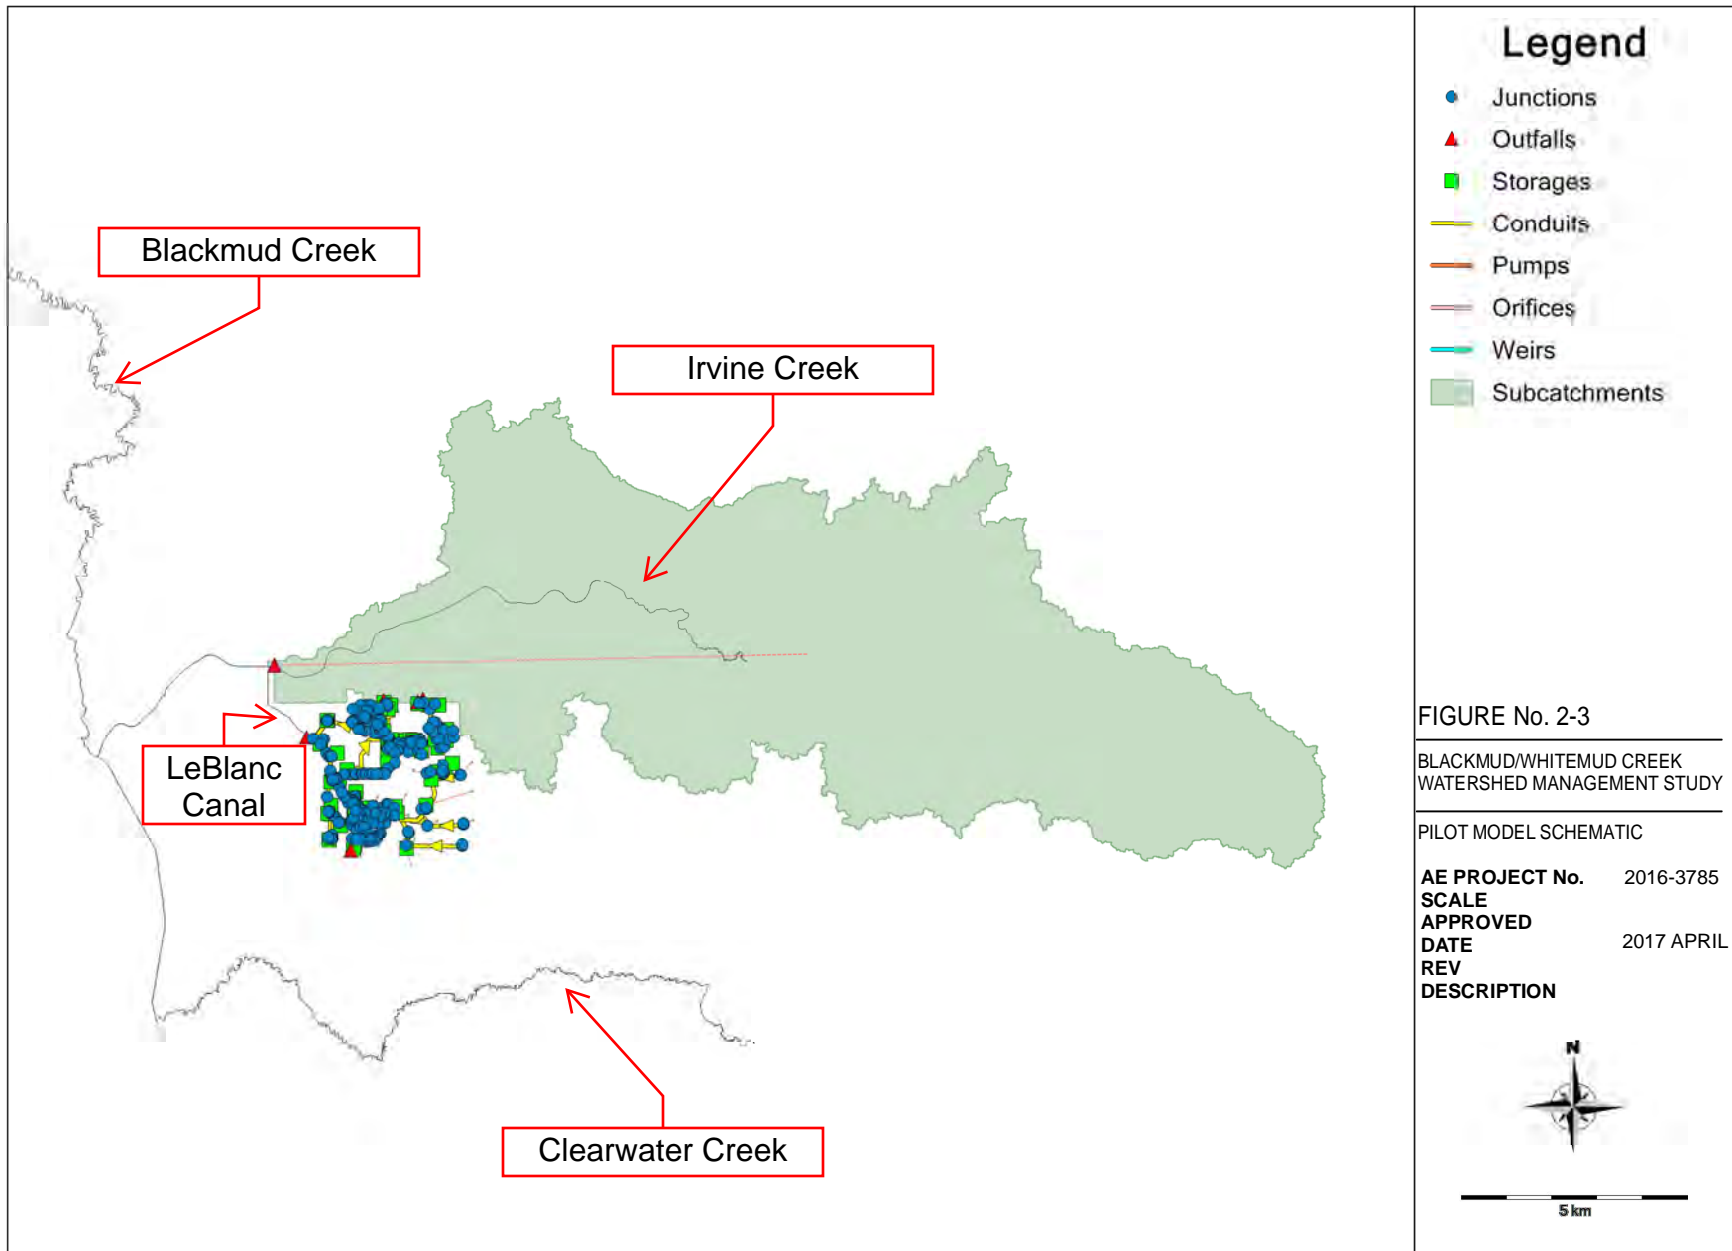 Blackmud Creek
Irvine Creek
LeBlanc
Canal
Clearwater Creek
Legend
Junctions
Outfalls
Storages
Conduits
Pumps
Orifices
Weirs
Subcatchments
FIGURE No. 2-3
BLACKMUD/WHITEMUD CREEK
WATERSHED MANAGEMENT STUDY
PILOT MODEL SCHEMATIC
AE PROJECT No. 2016-3785
SCALE
APPROVED
DATE 2017 APRIL
REV
DESCRIPTION
N
5 km